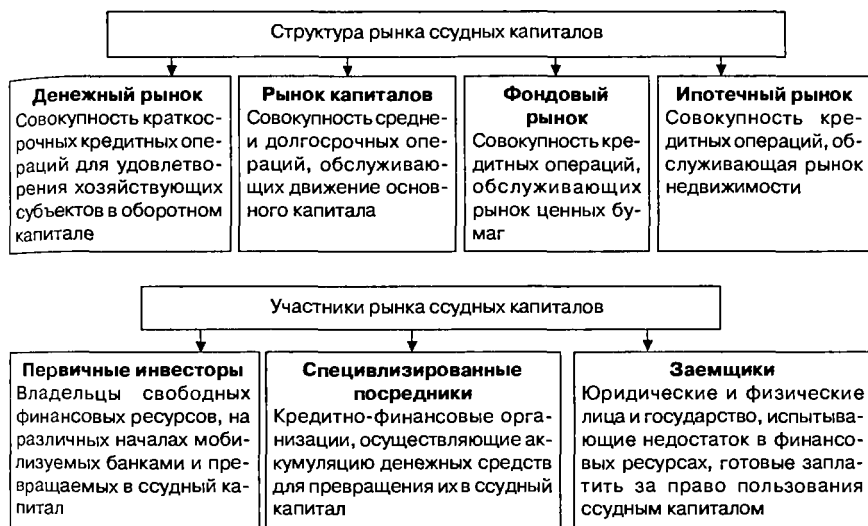 Структура рынка ссудных капиталов
Денежный рынок
Совокупность краткос-
рочных кредитных опе-
раций для удовлетво-
рения хозяйствующих
субъектов в оборотном
капитале
Рынок капиталов
Совокупность средне-
и долгосрочных опе-
раций, обслуживаю-
щих движение основ-
ного капитала
Фондовый
рынок
Совокупность кре-
дитных операций,
обслуживающих
рынок ценных бу-
маг
Ипотечный рынок
Совокупность кре-
дитных операций, об-
служивающая рынок
недвижимости
Участники рынка ссудных капиталов
Первичные инвесторы
Владельцы свободных
финансовых ресурсов, на
различных началах моби-
лизуемых банками и пре-
вращаемых в ссудный ка-
питал
Специвлизированные
посредники
Кредитно-финансовые орга-
низации, осуществляющие ак-
кумуляцию денежных средств
для превращения их в ссудный
капитал
Заемщики
Юридические и физические
лица и государство, испытыва-
ющие недостаток в финансо-
вых ресурсах, готовые запла-
тить за право пользования
ссудным капиталом